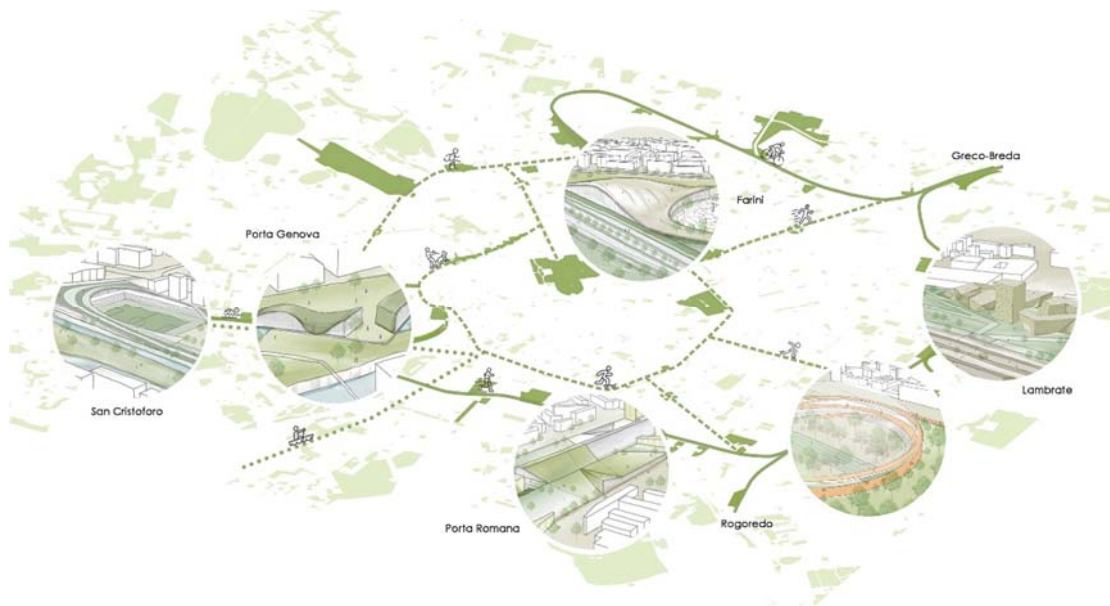 Greco-Breda
Farini
Porta Genova
Lambrate
San Cristoforo
Porta Romana
Rogoredo